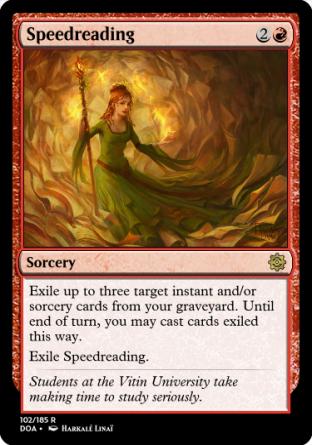 Speedreading 2
Sorcery
Exile up to three target instant and/or
sorcery cards from your graveyard. Until
end of turn, you may cast cards exiled
this way.
Exile Speedreading.
Students at the Vitin University take
making time to study seriously.
102/185 R
DOA • HARKALÉ LINAÏ